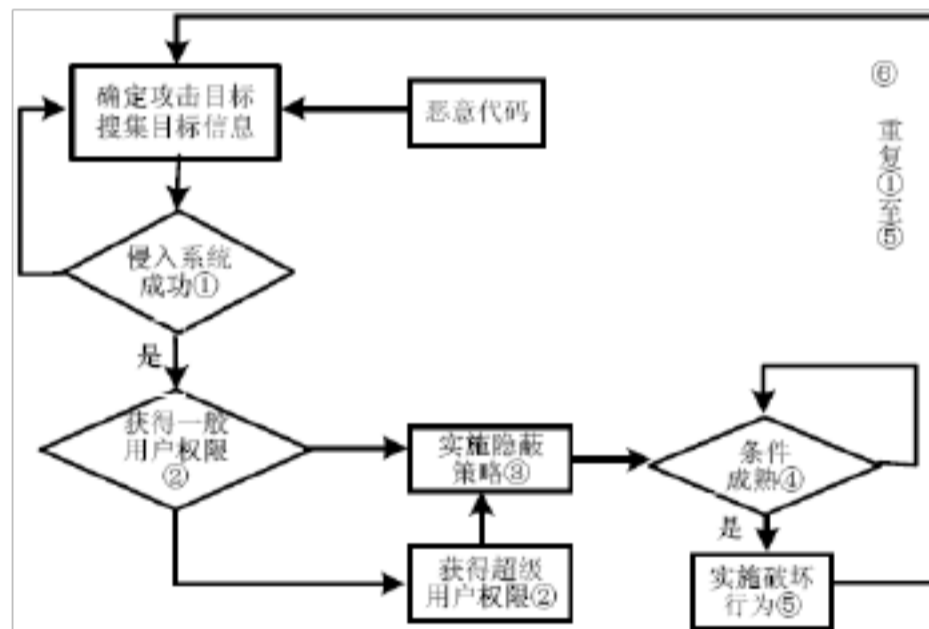 确定攻击目标
搜集目标信息
恶意代码
⑥
重
复
①
至
⑤
侵入系统
成功①
是
获得一般
用户权限
②
实施隐蔽
策略③
条件
成熟④
是
获得超级
用户权限②
实施破坏
行为⑤